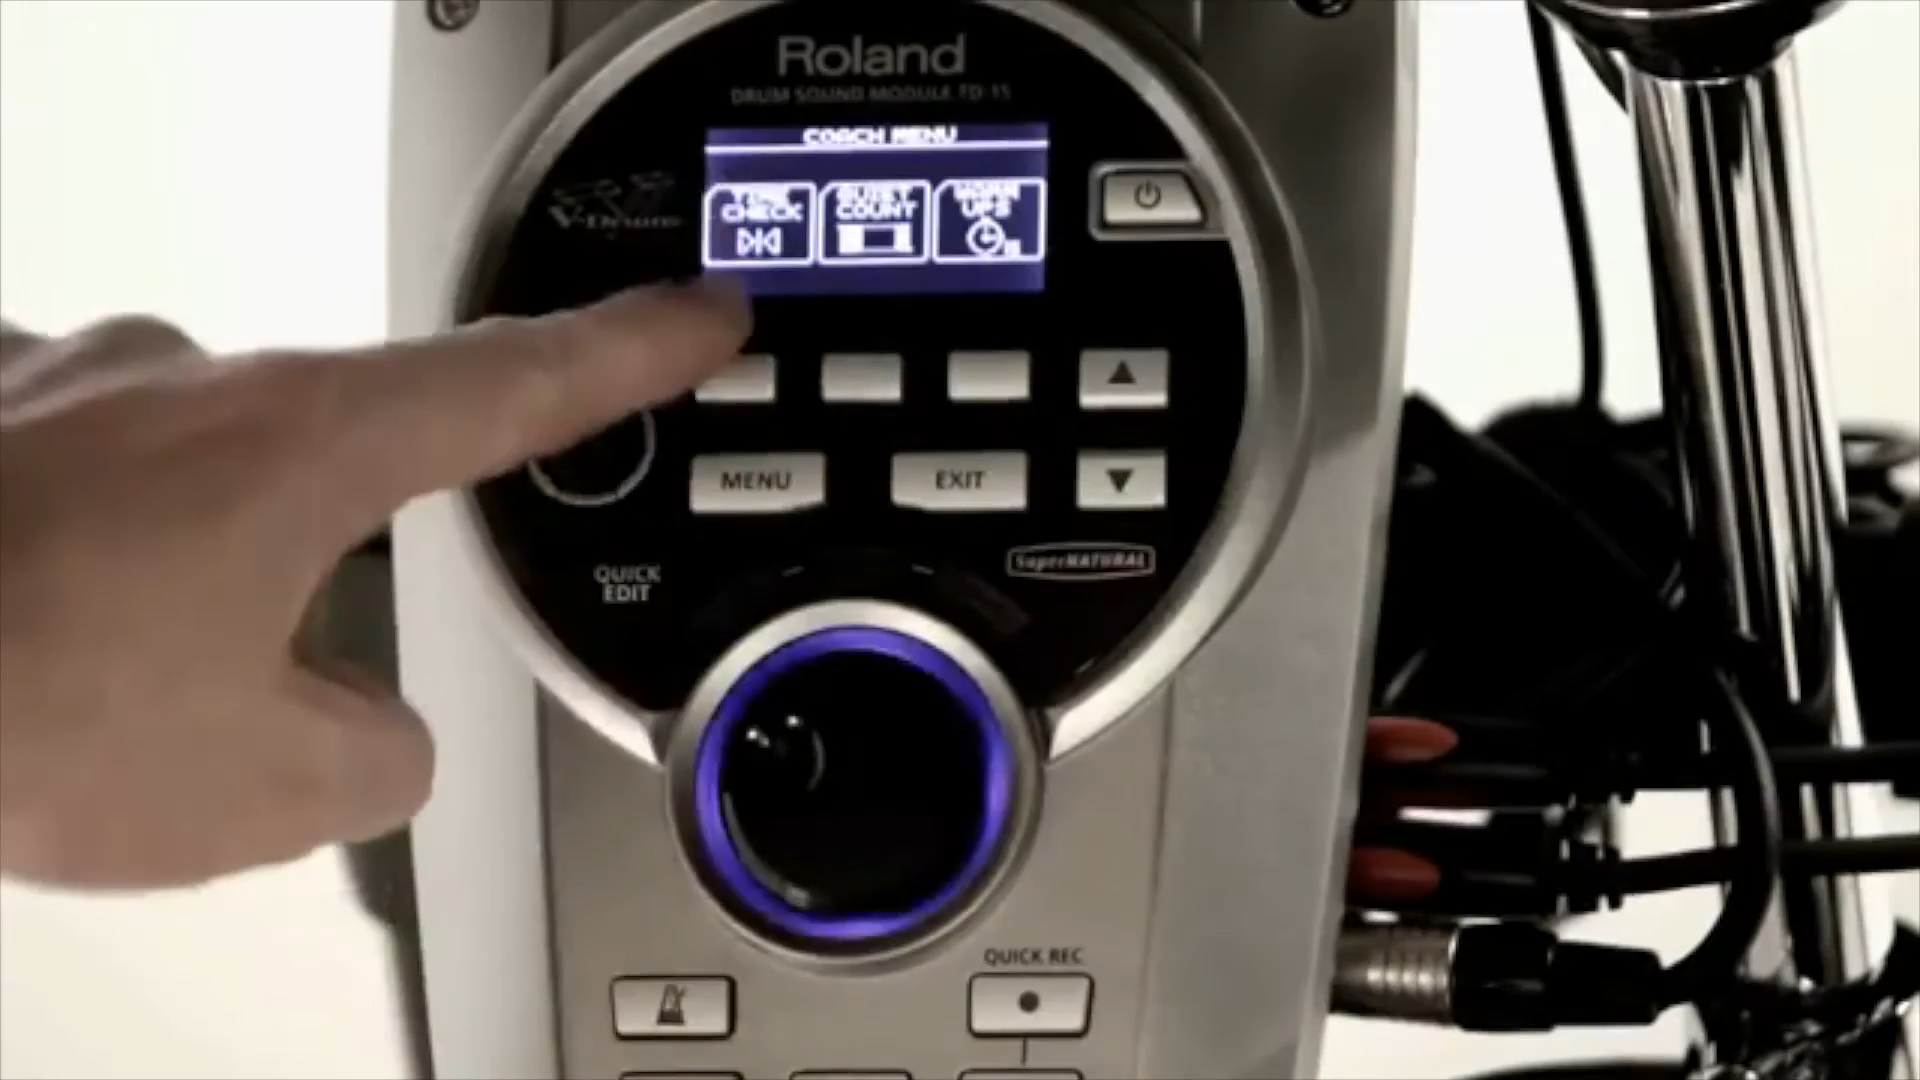 Roland
DRUM SOUND MODULE TD-15
COACH MENU
TIME
CHECK
QUIET
COUNT
WARM
UPS
V-Drums
MENU
EXIT
QUICK
EDIT
SuperNATURAL
QUICK REC